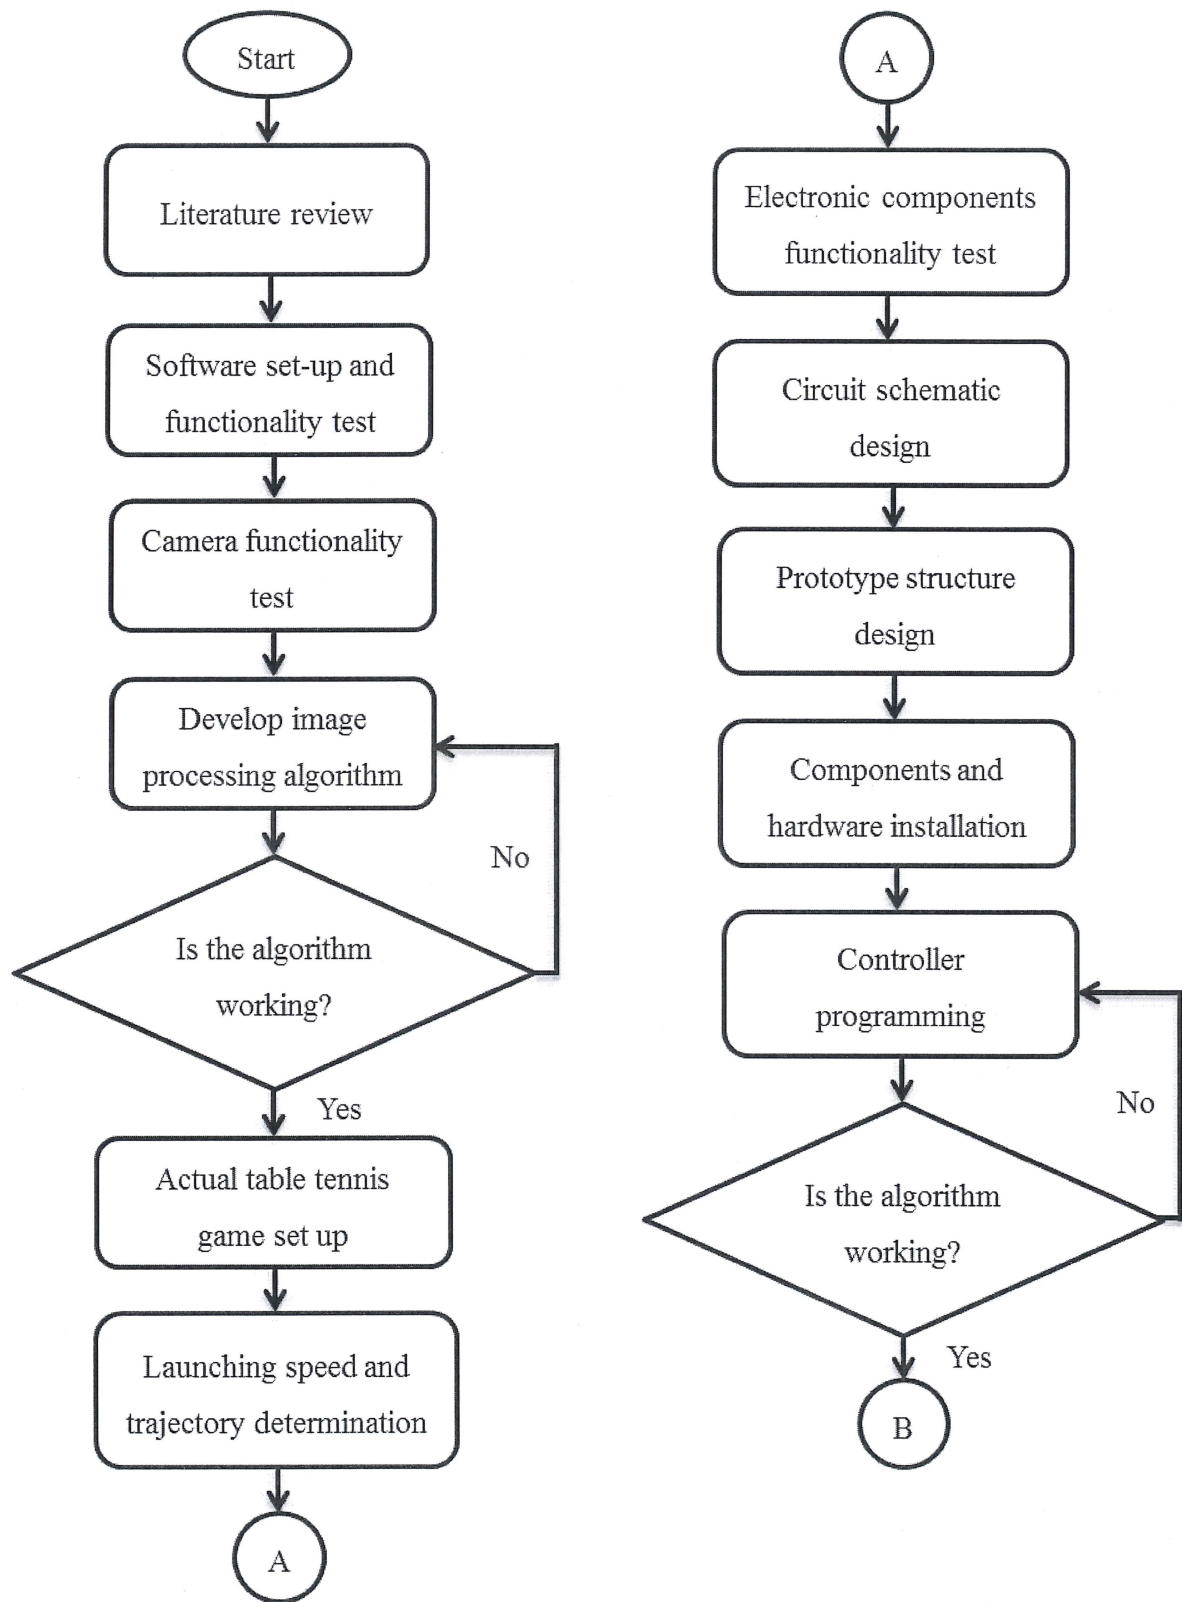 Start
Literature review
Software set-up and
functionality test
Camera functionality
test
Develop image
processing algorithm
No
Is the algorithm
working?
Yes
Actual table tennis
game set up
Launching speed and
trajectory determination
A
A
Electronic components
functionality test
Circuit schematic
design
Prototype structure
design
Components and
hardware installation
Controller
programming
No
Is the algorithm
working?
Yes
B